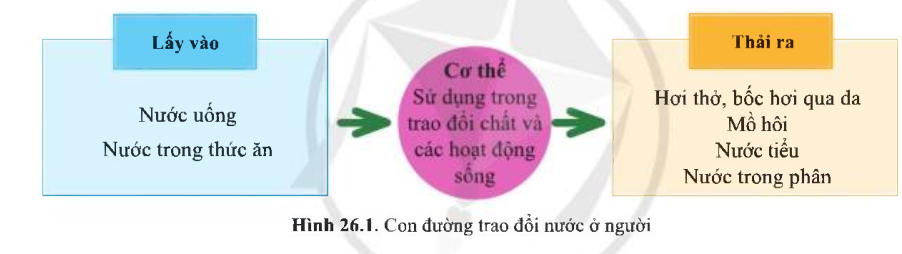 Lấy vào
Nước uống
Nước trong thức ăn
Cơ thể
Sử dụng trong
trao đổi chất và
các hoạt động
sống
Thải ra
Hơi thở, bốc hơi qua da
Mồ hôi
Nước tiểu
Nước trong phân
Hình 26.1. Con đường trao đổi nước ở người